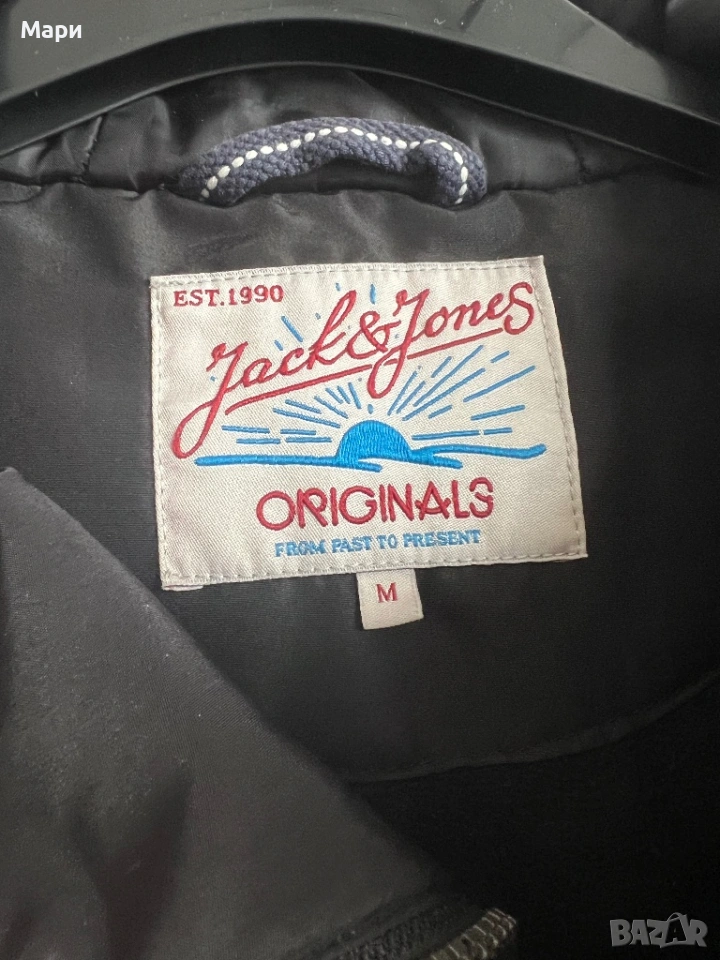 Мари
EST.1990
Jack & Jones
ORIGINALS
FROM PAST TO PRESENT
M
BAZAR